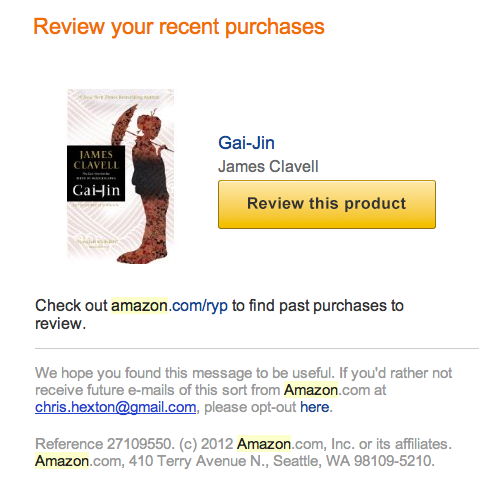 Review your recent purchases
JAMES
CLAVELL
Gai-Jin
Gai-Jin
James Clavell
Review this product
Check out amazon.com/ryp to find past purchases to
review.
We hope you found this message to be useful. If you'd rather not
receive future e-mails of this sort from Amazon.com at
chris.hexton@gmail.com, please opt-out here.
Reference 27109550. (c) 2012 Amazon.com, Inc. or its affiliates.
Amazon.com, 410 Terry Avenue N., Seattle, WA 98109-5210.